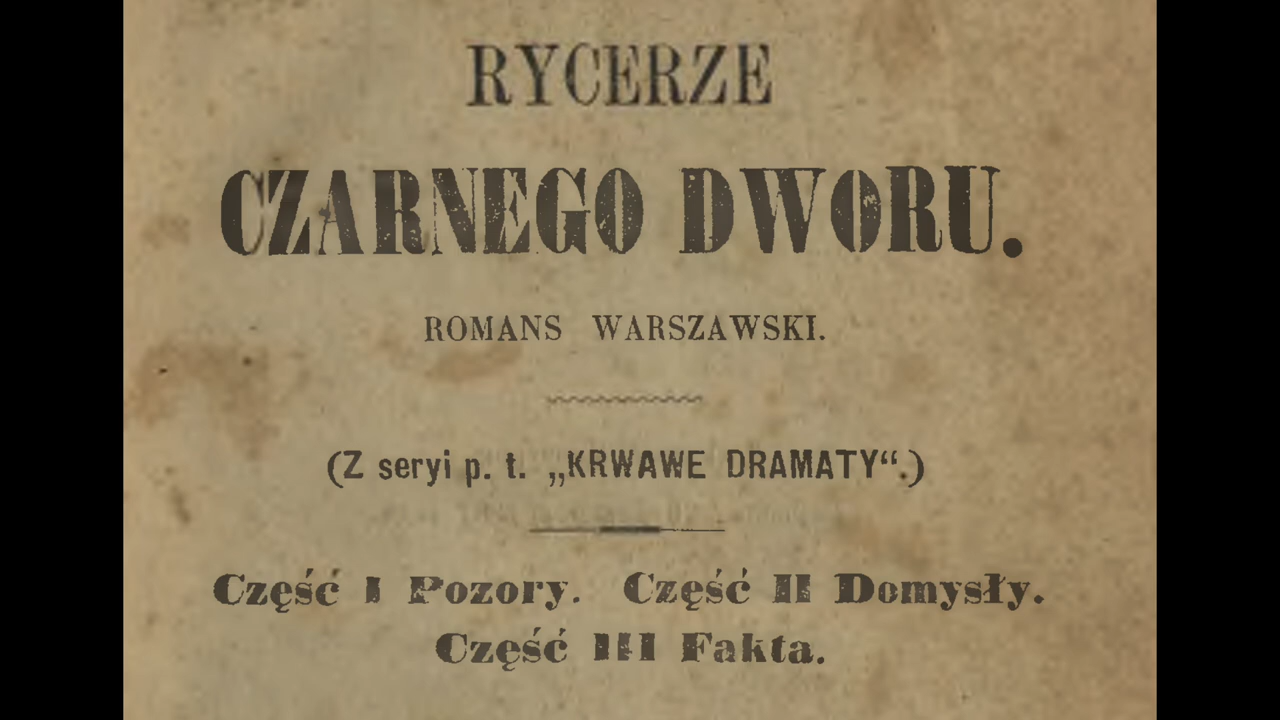 RYCERZE
CZARNEGO DWORU.
ROMANS WARSZAWSKI.
(Z seryi p. t. „KRWAWE DRAMATY“.)
Część I Pozory. Część II Domysły.
Część III Fakta.